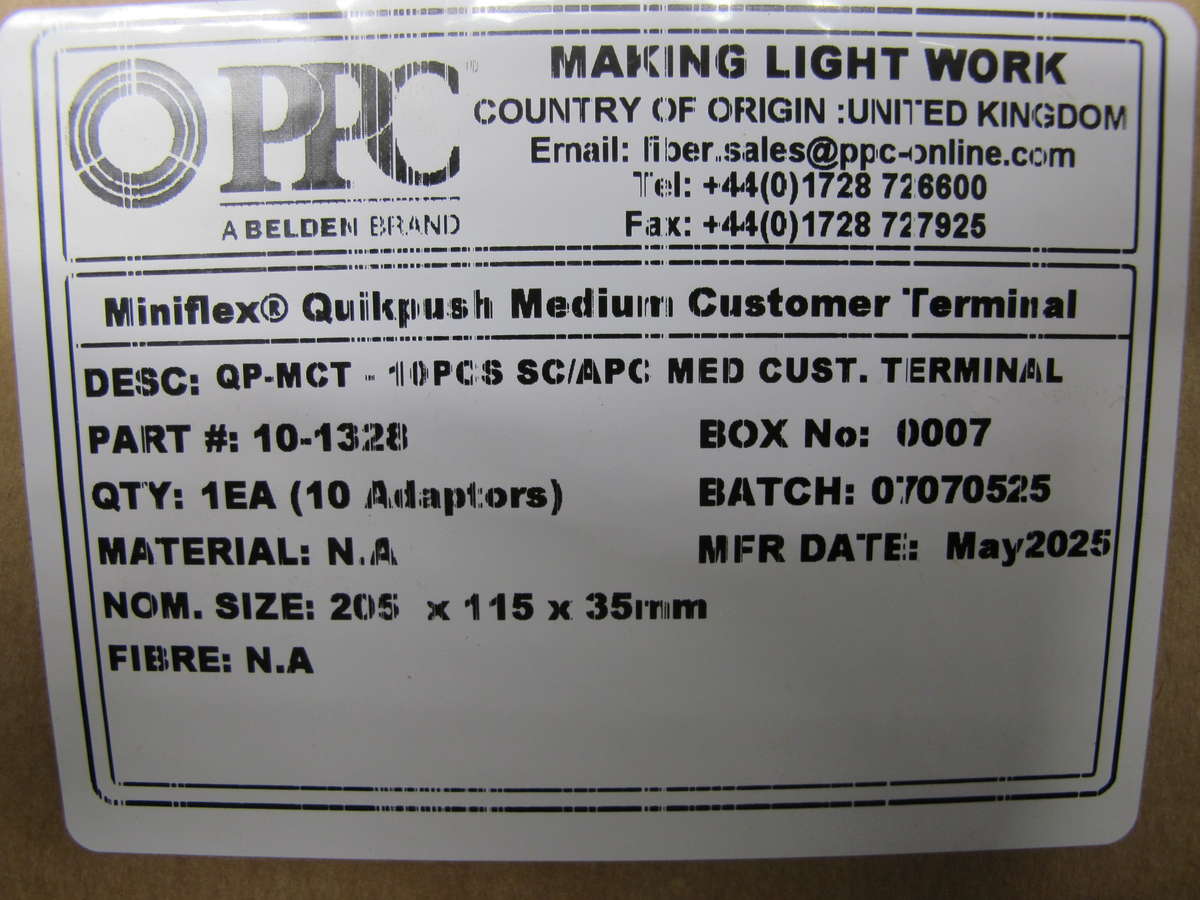 PPC™
A BELDEN BRAND
MAKING LIGHT WORK
COUNTRY OF ORIGIN :UNITED KINGDOM
Email: fiber.sales@ppc-online.com
Tel: +44(0)1728 726600
Fax: +44(0)1728 727925
Miniflex® Quikpush Medium Customer Terminal
DESC: QP-MCT - 10PCS SC/APC MED CUST. TERMINAL
PART #: 10-1328 BOX No: 0007
QTY: 1EA (10 Adaptors) BATCH: 07070525
MATERIAL: N.A MFR DATE: May2025
NOM. SIZE: 205 x 115 x 35mm
FIBRE: N.A